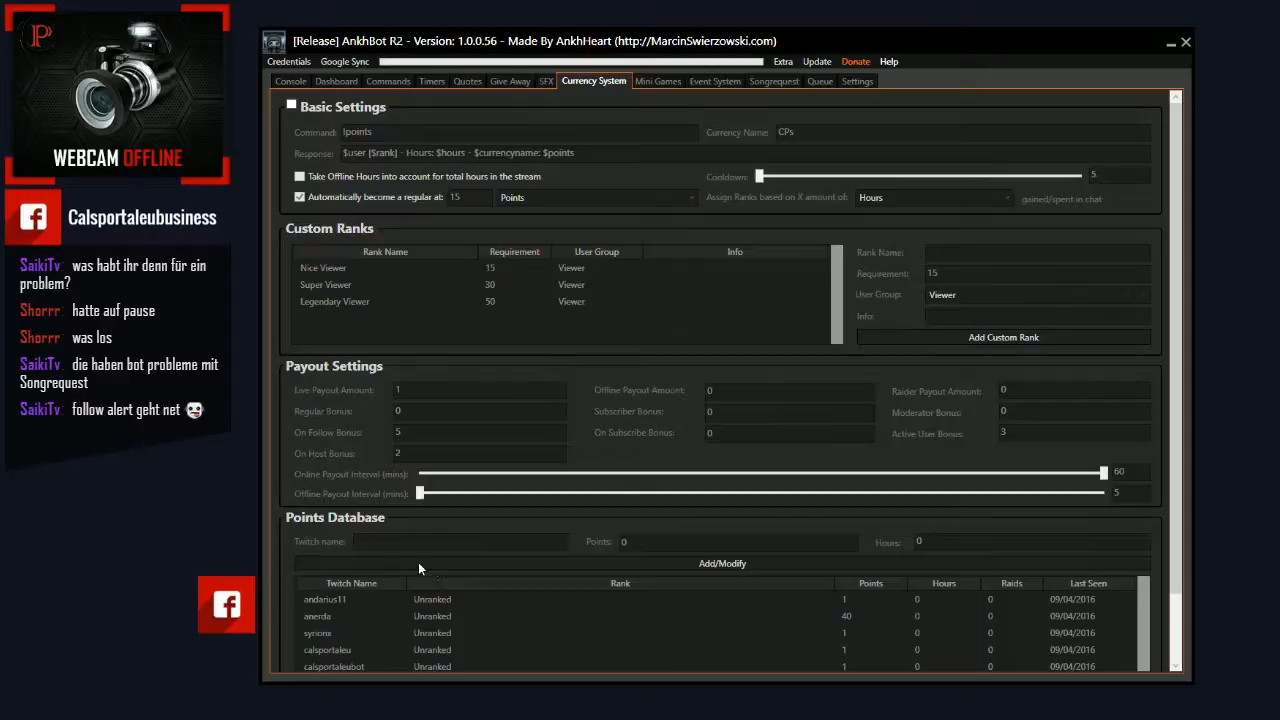 WEBCAM OFFLINE
Calsportaleubusiness
SaikiTv: was habt ihr denn für ein
problem?
Shorrr: hatte auf pause
Shorrr: was los
SaikiTv: die haben bot probleme mit
Songrequest
SaikiTv: follow alert geht net
[Release] AnkhBot R2 - Version: 1.0.0.56 - Made By AnkhHeart (http://MarcinSwierzowski.com)
Credentials Google Sync Extra Update Donate Help
Console Dashboard Commands Timers Quotes Give Away SFX Currency System Mini Games Event System Songrequest Queue Settings
Basic Settings
Command: !points Currency Name: CPs
Response: $user [$rank] - Hours: $hours - $currencyname: $points
Take Offline Hours into account for total hours in the stream Cooldown: 5
Automatically become a regular at: 15 Points Assign Ranks based on X amount of: Hours gained/spent in chat
Custom Ranks
Rank Name Requirement User Group Info
Nice Viewer 15 Viewer
Super Viewer 30 Viewer
Legendary Viewer 50 Viewer
Rank Name:
Requirement: 15
User Group: Viewer
Info:
Add Custom Rank
Payout Settings
Live Payout Amount: 1 Offline Payout Amount: 0 Raider Payout Amount: 0
Regular Bonus: 0 Subscriber Bonus: 0 Moderator Bonus: 0
On Follow Bonus: 5 On Subscribe Bonus: 0 Active User Bonus: 3
On Host Bonus: 2
Online Payout Interval (mins): 60
Offline Payout Interval (mins): 5
Points Database
Twitch name: Points: 0 Hours: 0
Add/Modify
Twitch Name Rank Points Hours Raids Last Seen
andarius11 Unranked 1 0 0 09/04/2016
anerda Unranked 40 0 0 09/04/2016
syrionx Unranked 1 0 0 09/04/2016
calsportaleu Unranked 1 0 0 09/04/2016
calsportaleubot Unranked 1 0 0 09/04/2016